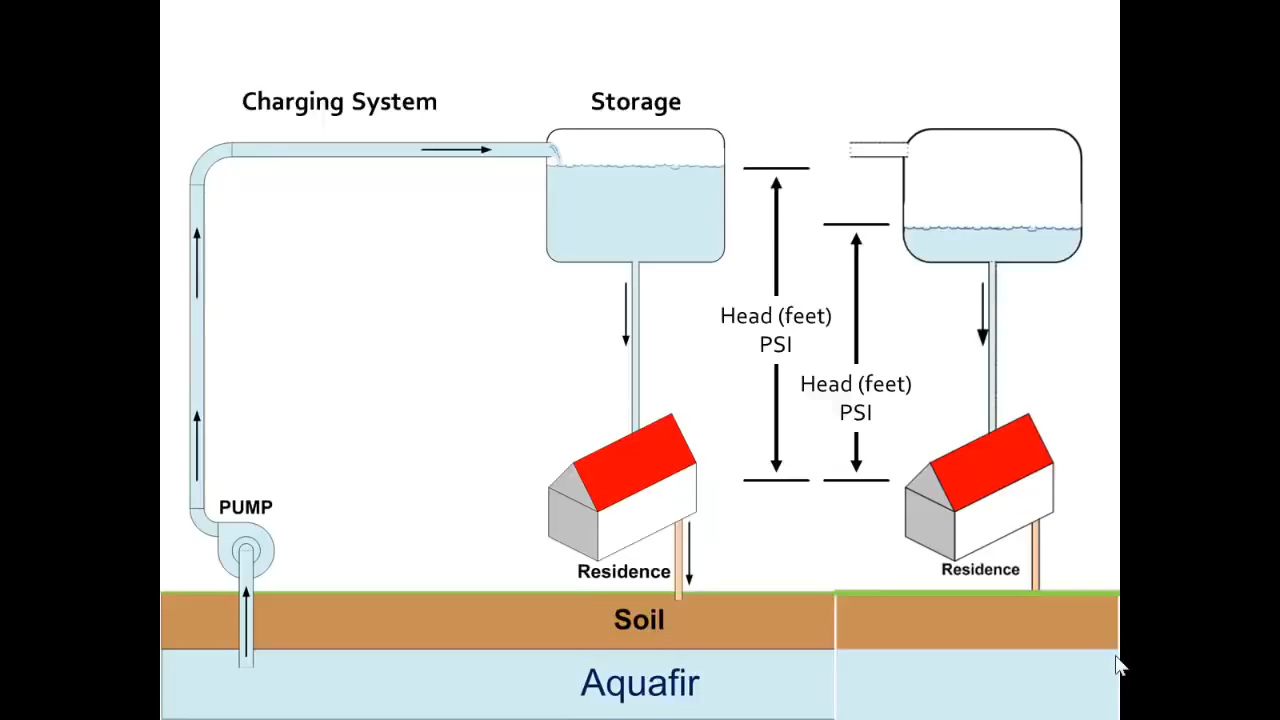 Charging System
Storage
Head (feet)
PSI
Head (feet)
PSI
PUMP
Residence
Residence
Soil
Aquafir